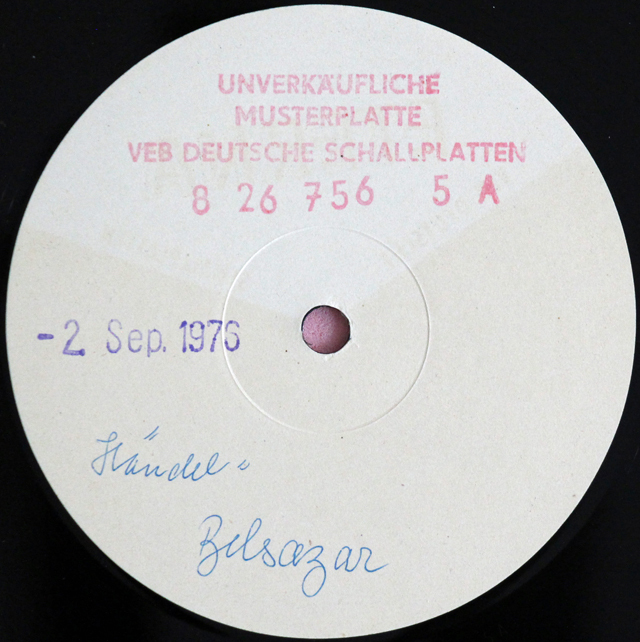 UNVERKÄUFLICHE
MUSTERPLATTE
VEB DEUTSCHE SCHALLPLATTEN
8 26 756 5 A
-2. Sep. 1976
Händel:
Belsazar